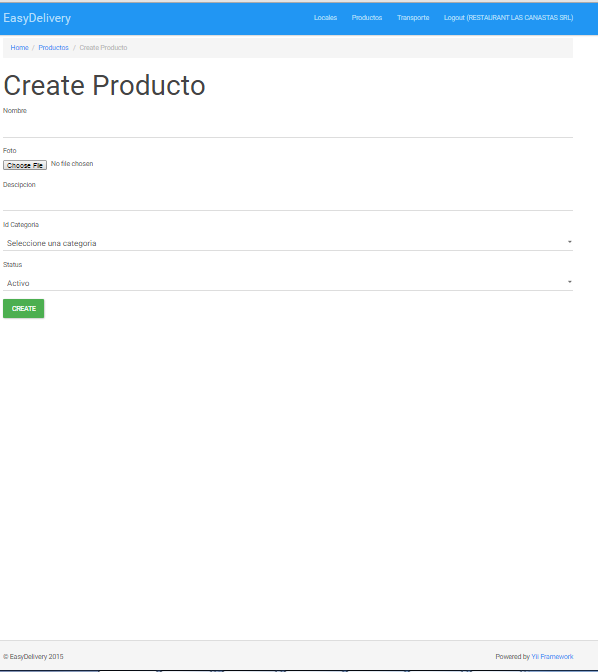 EasyDelivery
Locales Productos Transporte Logout (RESTAURANT LAS CANASTAS SRL)
Home / Productos / Create Producto
Create Producto
Nombre
Foto
Choose File No file chosen
Descipcion
Id Categoria
Seleccione una categoria
Status
Activo
CREATE
© EasyDelivery 2015 Powered by Yii Framework